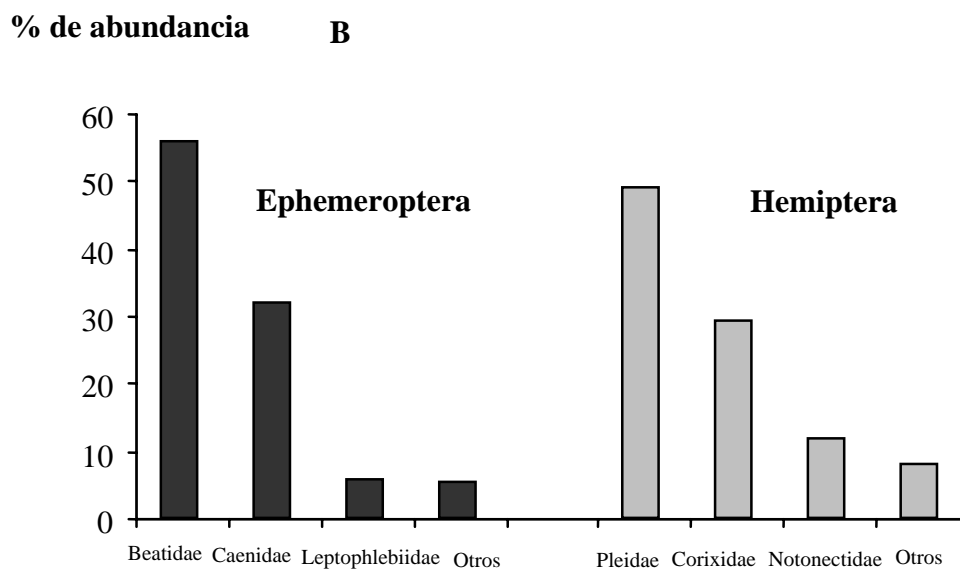 % de abundancia B
60
50
40
30
20
10
0
Ephemeroptera
Hemiptera
Beatidae Caenidae Leptophlebiidae Otros Pleidae Corixidae Notonectidae Otros